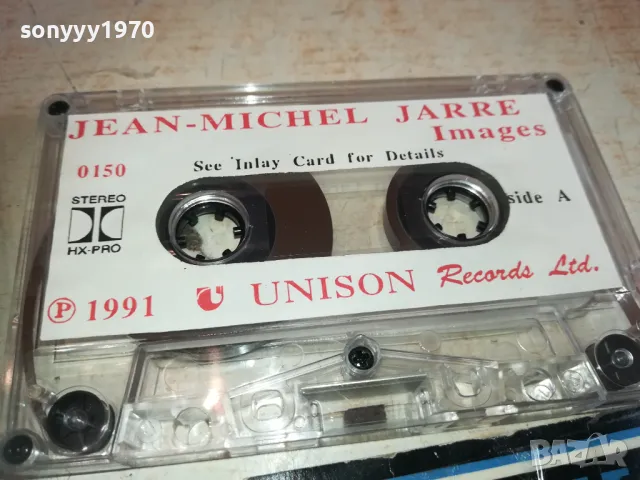 sonyyy1970
JEAN-MICHEL JARRE
Images
0150
See Inlay Card for Details
STEREO
HX-PRO
side A
℗ 1991 UNISON Records Ltd.
BAZAR